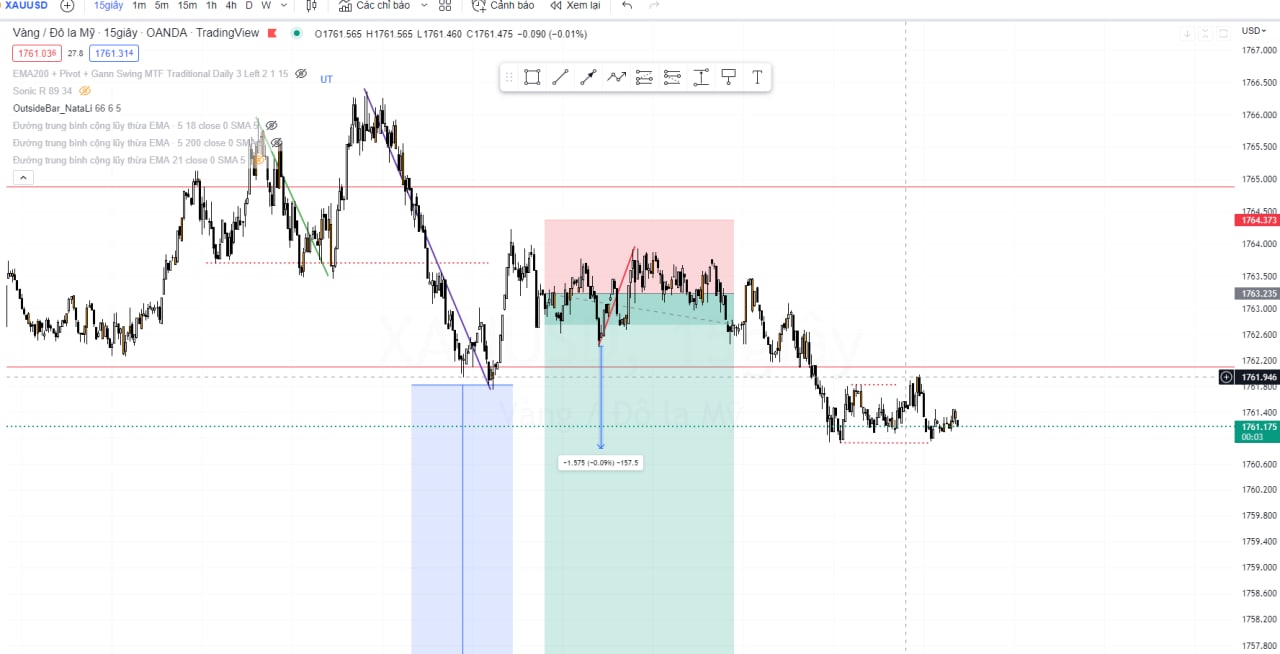 XAUUSD 15giây 1m 5m 15m 1h 4h D W Các chỉ báo Cảnh báo Xem lại
Vàng / Đô la Mỹ · 15giây · OANDA · TradingView O1761.565 H1761.565 L1761.460 C1761.475 −0.090 (−0.01%)
USD
1761.036 27.8 1761.314
EMA200 + Pivot + Gann Swing MTF Traditional Daily 3 Left 2 1 15
UT
Sonic R 89 34
OutsideBar_NataLi 66 6 5
Đường trung bình cộng lũy thừa EMA · 5 18 close 0 SMA 5
Đường trung bình cộng lũy thừa EMA · 5 200 close 0 SMA 5
Đường trung bình cộng lũy thừa EMA 21 close 0 SMA 5
T
XAUUSD, 15giây
Vàng / Đô la Mỹ
−1.575 (−0.09%) −157.5
1767.000
1766.500
1766.000
1765.500
1765.000
1764.500
1764.373
1764.000
1763.500
1763.235
1763.000
1762.600
1762.200
1761.946
1761.800
1761.400
1761.175
00:03
1760.600
1760.200
1759.800
1759.400
1759.000
1758.600
1758.200
1757.800